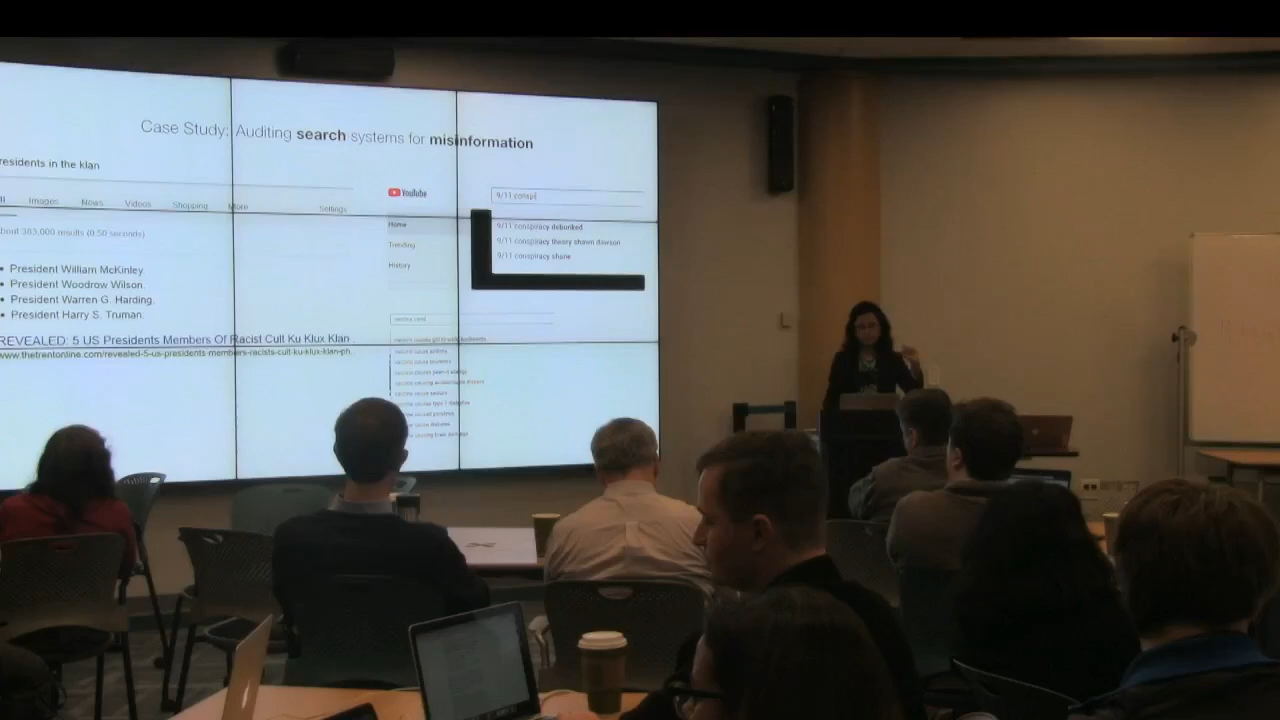 Case Study: Auditing search systems for misinformation
residents in the klan
Images News Videos Shopping More Settings
bout 383,000 results (0.50 seconds)
• President William McKinley.
• President Woodrow Wilson.
• President Warren G. Harding.
• President Harry S. Truman.
REVEALED: 5 US Presidents Members Of Racist Cult Ku Klux Klan
www.thetrentonline.com/revealed-5-us-presidents-members-racists-cult-ku-klux-klan-ph
YouTube
9/11 conspi
Home
Trending
History
9/11 conspiracy debunked
9/11 conspiracy theory shawn dawson
9/11 conspiracy shane